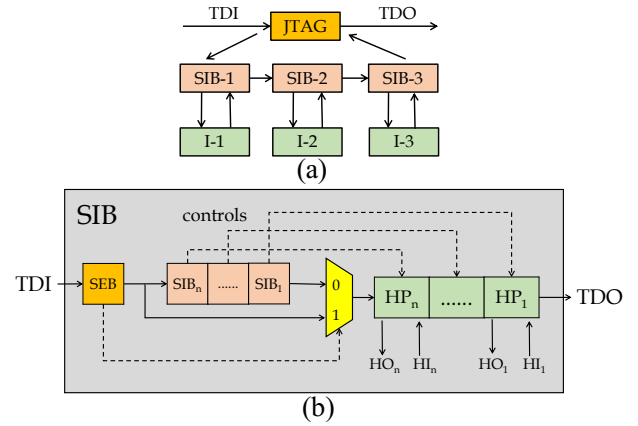 TDI TDO
JTAG
SIB-1 SIB-2 SIB-3
I-1 I-2 I-3
(a)
SIB controls
TDI SEB SIBₙ ...... SIB₁ 0 1 HPₙ ...... HP₁ TDO
HOₙ HIₙ HO₁ HI₁
(b)